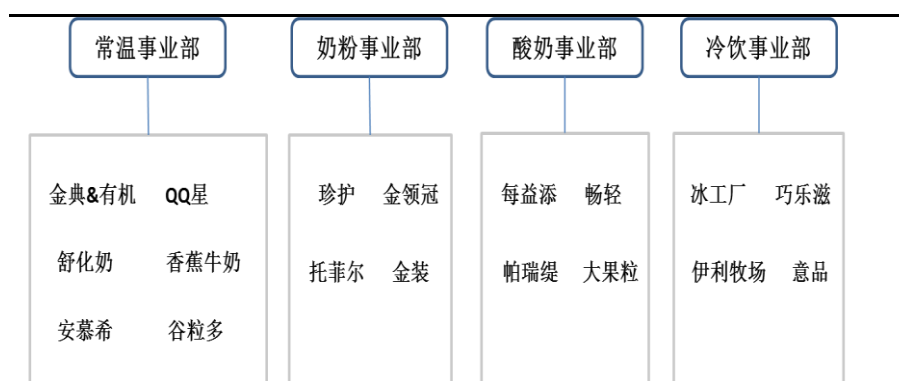 常温事业部 奶粉事业部 酸奶事业部 冷饮事业部
金典&有机 QQ星 珍护 金领冠 每益添 畅轻 冰工厂 巧乐滋
舒化奶 香蕉牛奶 托菲尔 金装 帕瑞缇 大果粒 伊利牧场 意品
安慕希 谷粒多